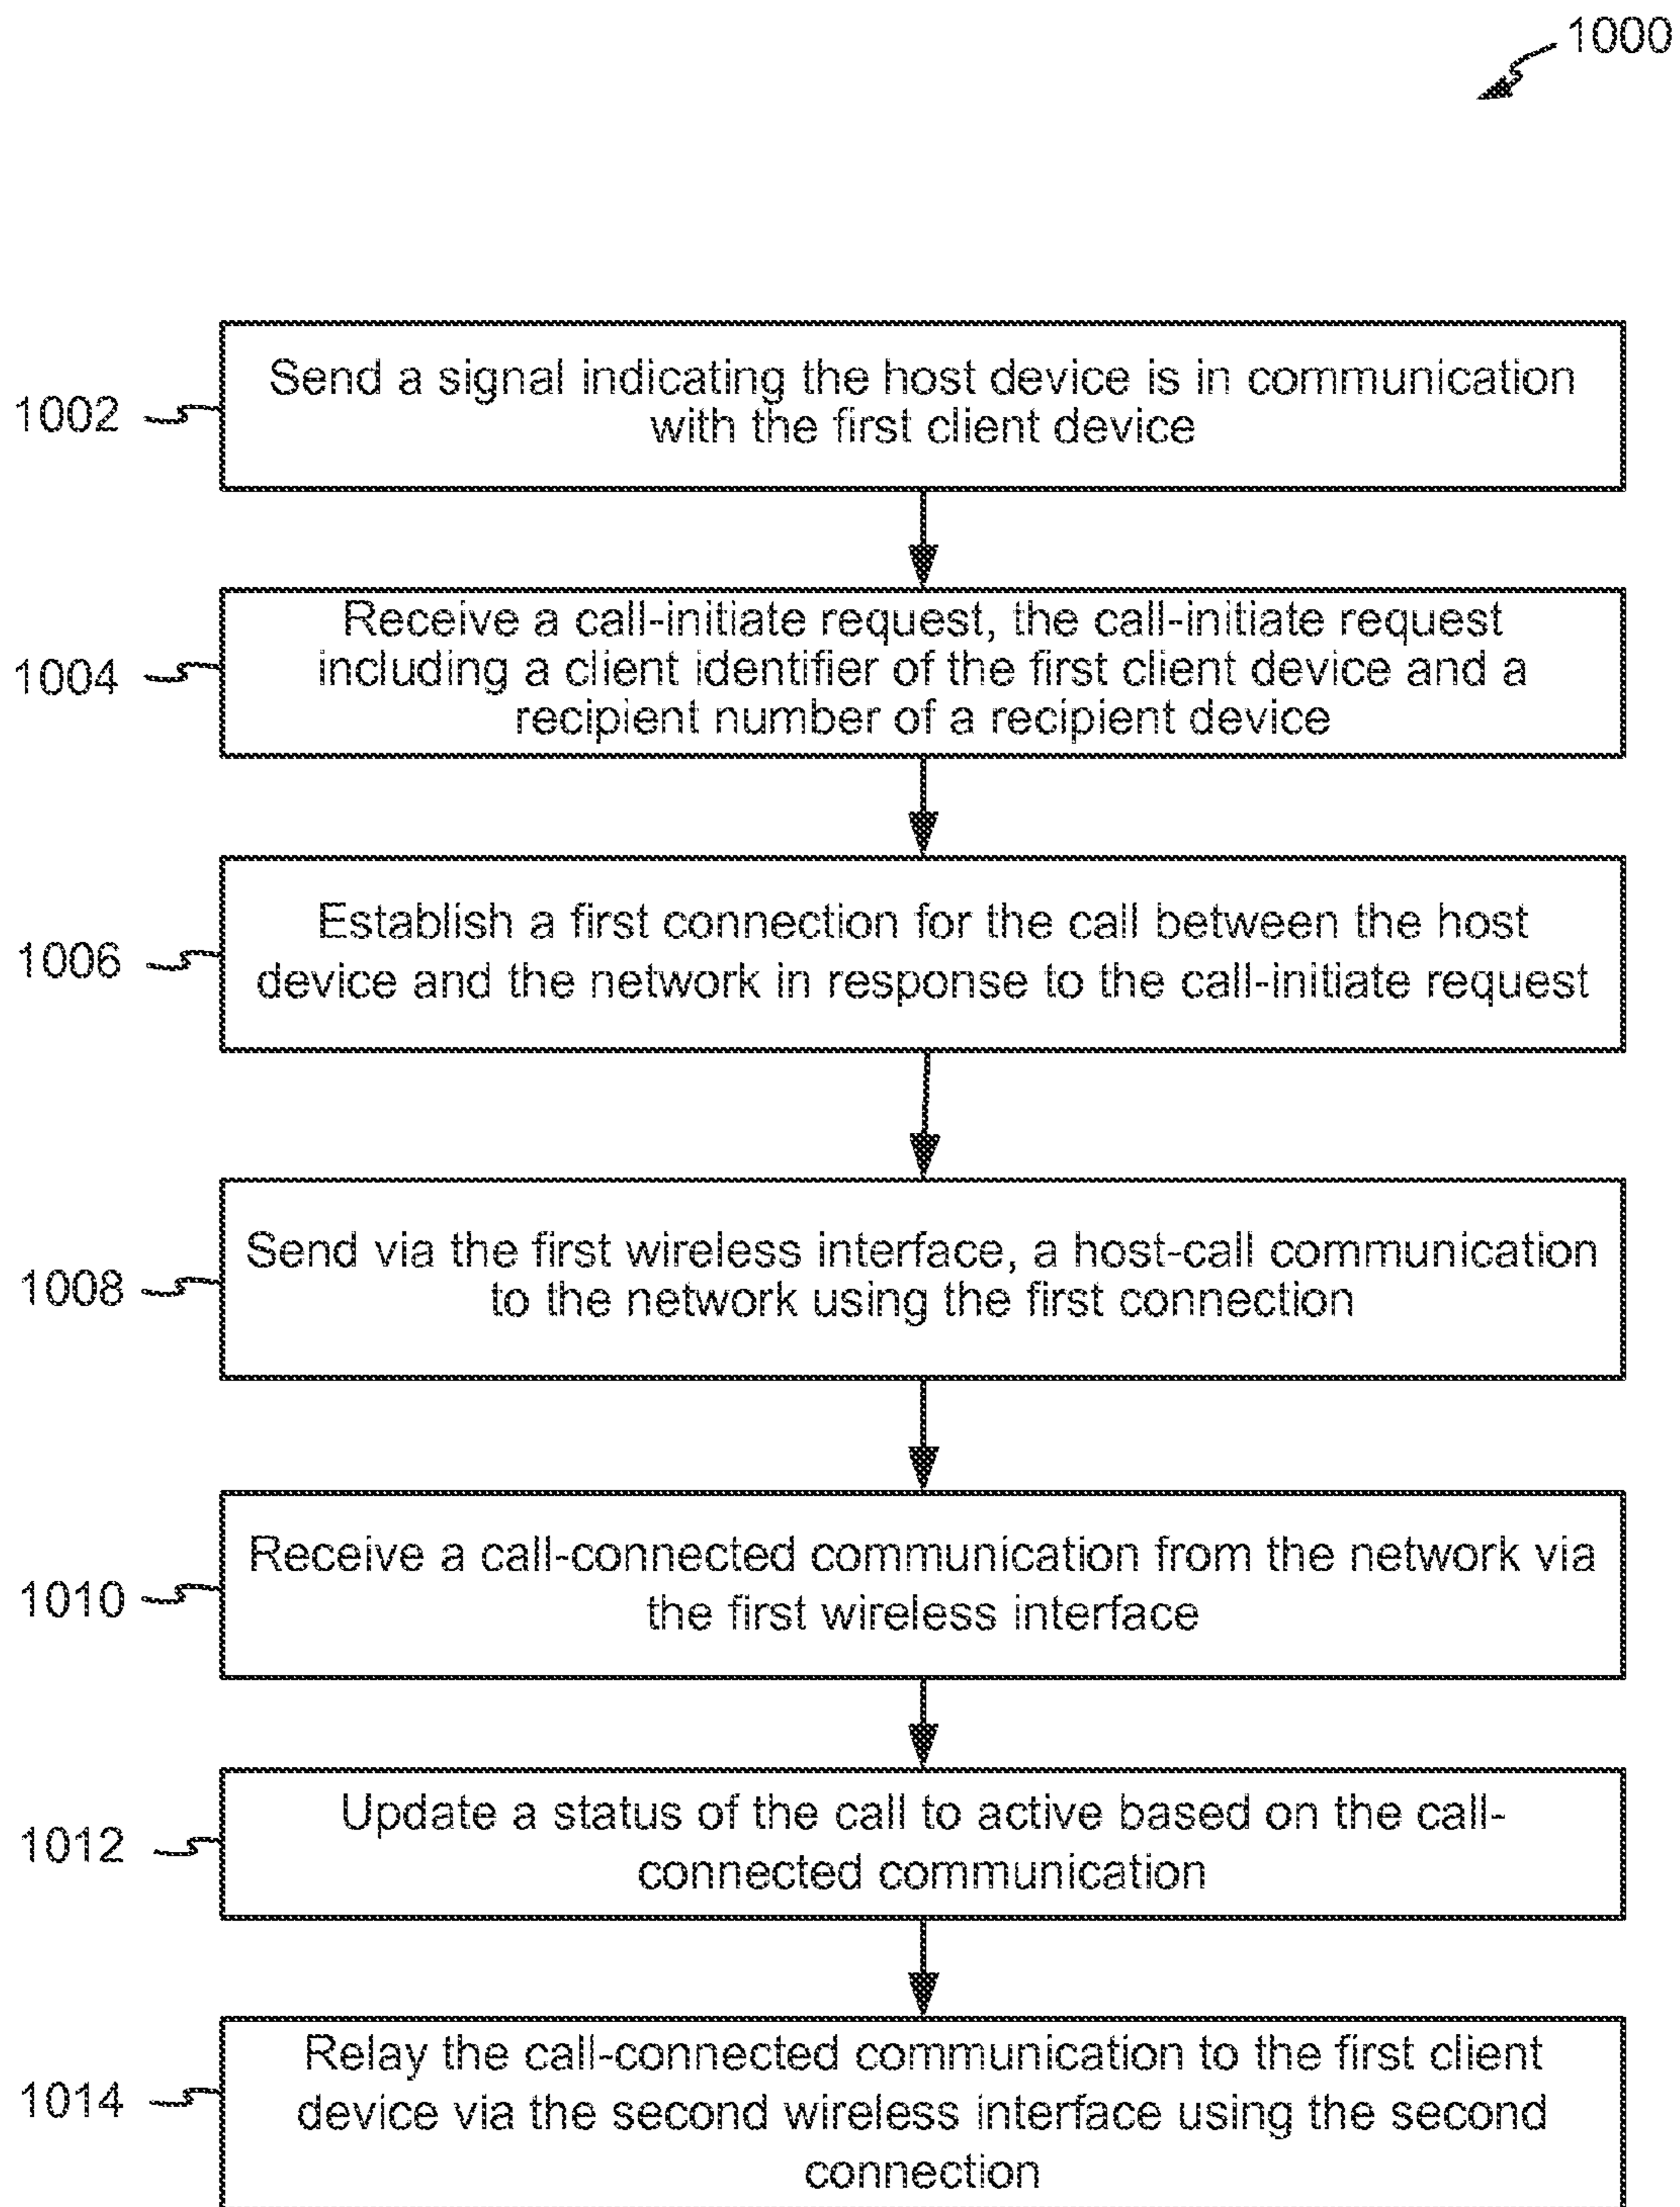 1000
1002
Send a signal indicating the host device is in communication
with the first client device
1004
Receive a call-initiate request, the call-initiate request
including a client identifier of the first client device and a
recipient number of a recipient device
1006
Establish a first connection for the call between the host
device and the network in response to the call-initiate request
1008
Send via the first wireless interface, a host-call communication
to the network using the first connection
1010
Receive a call-connected communication from the network via
the first wireless interface
1012
Update a status of the call to active based on the call-
connected communication
1014
Relay the call-connected communication to the first client
device via the second wireless interface using the second
connection